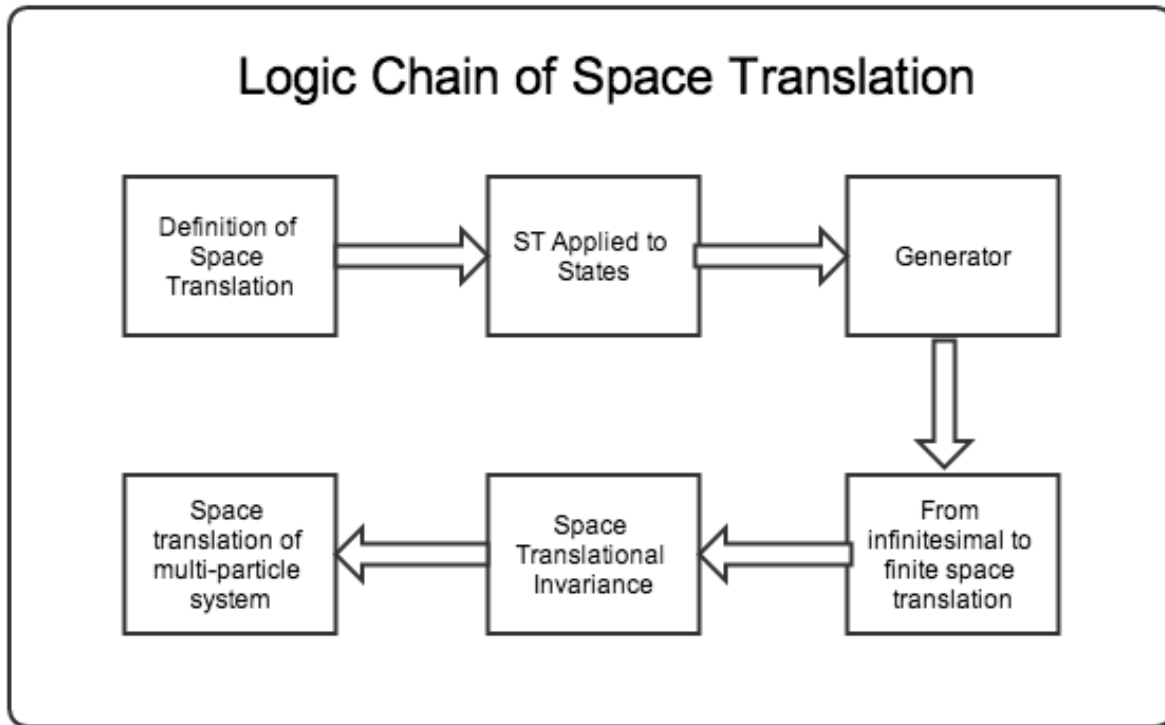 Logic Chain of Space Translation
Definition of
Space
Translation
ST Applied to
States
Generator
From
infinitesimal to
finite space
translation
Space
Translational
Invariance
Space
translation of
multi-particle
system